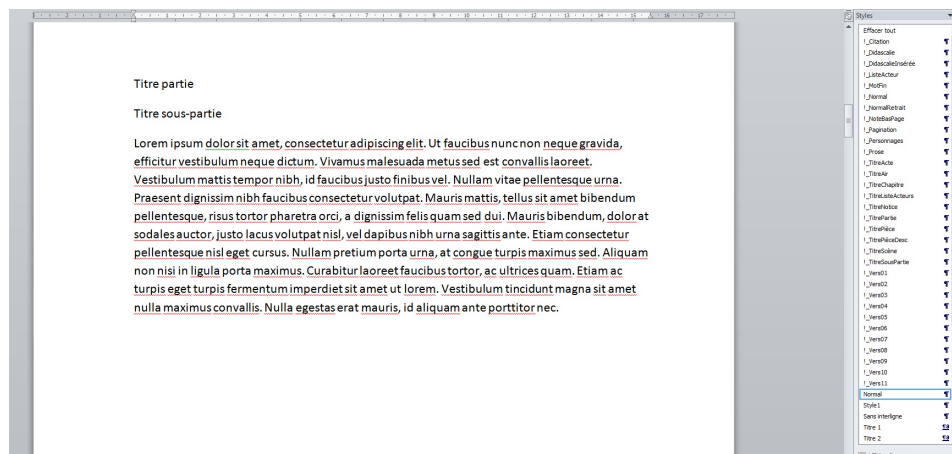 Styles
Titre partie
Titre sous-partie
Lorem ipsum dolor sit amet, consectetur adipiscing elit. Ut faucibus nunc non neque gravida,
efficitur vestibulum neque dictum. Vivamus malesuada metus sed est convallis laoreet.
Vestibulum mattis tempor nibh, id faucibus justo finibus vel. Nullam vitae pellentesque urna.
Praesent dignissim nibh faucibus consectetur volutpat. Mauris mattis, tellus sit amet bibendum
pellentesque, risus tortor pharetra orci, a dignissim felis quam sed dui. Mauris bibendum, dolor at
sodales auctor, justo lacus volutpat nisl, vel dapibus nibh urna sagittis ante. Etiam consectetur
pellentesque nisl eget cursus. Nullam pretium porta urna, at congue turpis maximus sed. Aliquam
non nisi in ligula porta maximus. Curabitur laoreet faucibus tortor, ac ultrices quam. Etiam ac
turpis eget turpis fermentum imperdiet sit amet ut lorem. Vestibulum tincidunt magna sit amet
nulla maximus convallis. Nulla egestas erat mauris, id aliquam ante porttitor nec.
Effacer tout
!_Citation
!_Didascalie
!_DidascalieInsérée
!_ListeActeur
!_MotFin
!_Normal
!_NormalRetrait
!_NoteBasPage
!_Pagination
!_Personnages
!_Prose
!_TitreActe
!_TitreAir
!_TitreChapitre
!_TitreListeActeurs
!_TitreNotice
!_TitrePartie
!_TitrePièce
!_TitrePièceDesc
!_TitreScène
!_TitreSousPartie
!_Vers01
!_Vers02
!_Vers03
!_Vers04
!_Vers05
!_Vers06
!_Vers07
!_Vers08
!_Vers09
!_Vers10
!_Vers11
Normal
Style1
Sans interligne
Titre 1
Titre 2